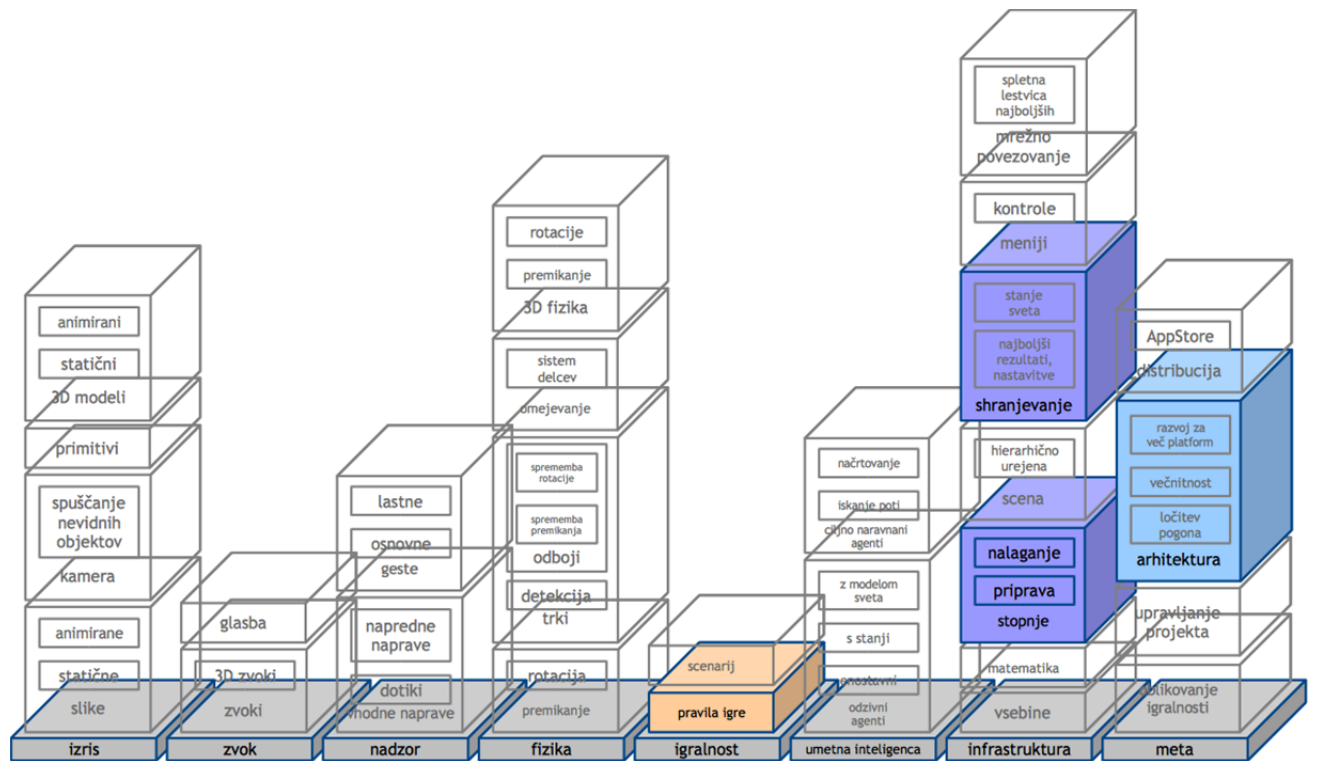 animirani
statični
3D modeli
primitivi
spuščanje
nevidnih
objektov
kamera
animirane
statične
slike
izris
glasba
3D zvoki
zvoki
zvok
lastne
osnovne
geste
napredne
naprave
dotiki
vhodne naprave
nadzor
rotacije
premikanje
3D fizika
sistem
delcev
omejevanje
sprememba
rotacije
sprememba
premikanja
odboji
detekcija
trki
rotacija
premikanje
fizika
scenarij
pravila igre
igralnost
načrtovanje
iskanje poti
ciljno naravnani
agenti
z modelom
sveta
s stanji
enostavni
odzivni
agenti
umetna inteligenca
spletna
lestvica
najboljših
mrežno
povezovanje
kontrole
meniji
stanje
sveta
najboljši
rezultati,
nastavitve
shranjevanje
hierarhično
urejena
scena
nalaganje
priprava
stopnje
matematika
vsebine
infrastruktura
AppStore
distribucija
razvoj za
več platform
večnitnost
ločitev
pogona
arhitektura
upravljanje
projekta
oblikovanje
igralnosti
meta